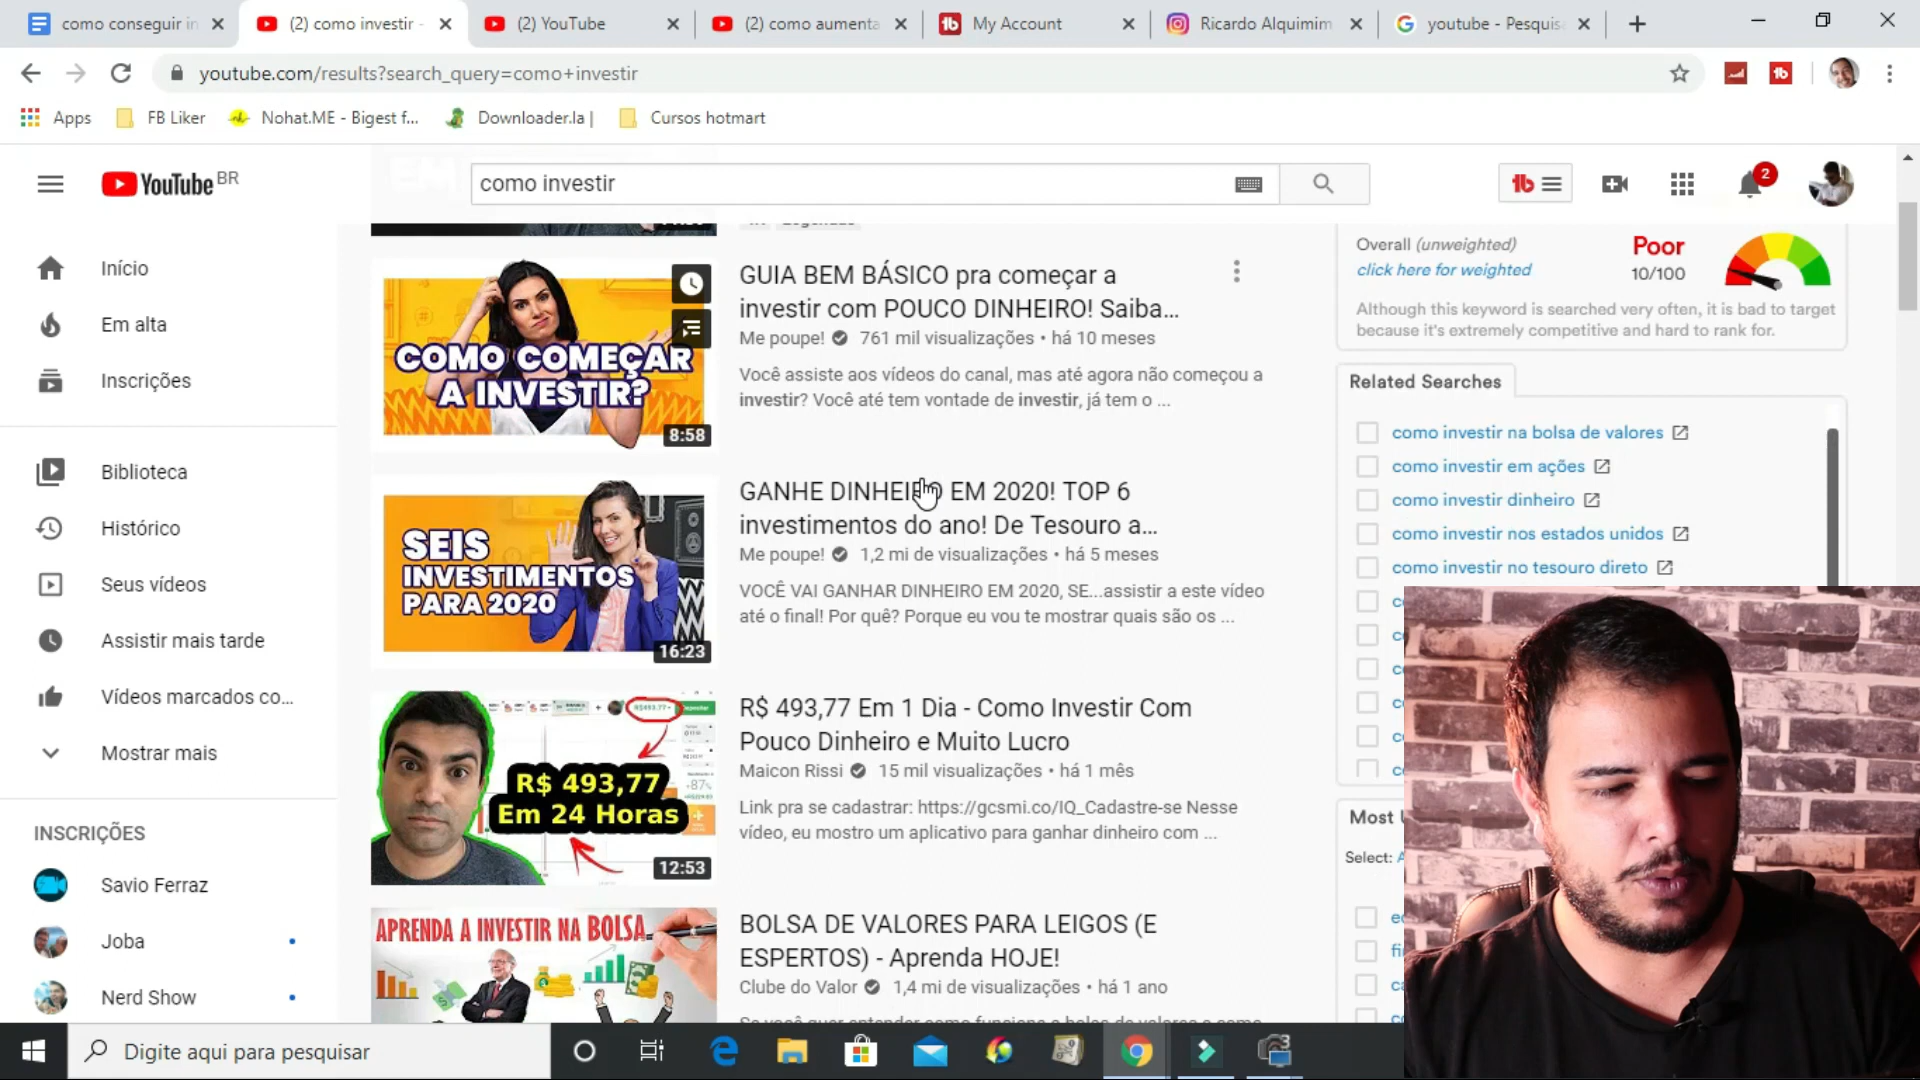 como conseguir in
(2) como investir -
(2) YouTube
(2) como aumenta
My Account
Ricardo Alquimim
youtube - Pesquis
youtube.com/results?search_query=como+investir
Apps
FB Liker
Nohat.ME - Bigest f...
Downloader.la |
Cursos hotmart
YouTube BR
como investir
2
Início
Em alta
Inscrições
Biblioteca
Histórico
Seus vídeos
Assistir mais tarde
Vídeos marcados co...
Mostrar mais
INSCRIÇÕES
Savio Ferraz
Joba
Nerd Show
COMO COMEÇAR
A INVESTIR?
8:58
GUIA BEM BÁSICO pra começar a
investir com POUCO DINHEIRO! Saiba...
Me poupe! 761 mil visualizações • há 10 meses
Você assiste aos vídeos do canal, mas até agora não começou a
investir? Você até tem vontade de investir, já tem o ...
SEIS
INVESTIMENTOS
PARA 2020
16:23
GANHE DINHEIRO EM 2020! TOP 6
investimentos do ano! De Tesouro a...
Me poupe! 1,2 mi de visualizações • há 5 meses
VOCÊ VAI GANHAR DINHEIRO EM 2020, SE...assistir a este vídeo
até o final! Por quê? Porque eu vou te mostrar quais são os ...
R$ 493,77
Em 24 Horas
12:53
R$ 493,77 Em 1 Dia - Como Investir Com
Pouco Dinheiro e Muito Lucro
Maicon Rissi 15 mil visualizações • há 1 mês
Link pra se cadastrar: https://gcsmi.co/IQ_Cadastre-se Nesse
vídeo, eu mostro um aplicativo para ganhar dinheiro com ...
APRENDA A INVESTIR NA BOLSA
BOLSA DE VALORES PARA LEIGOS (E
ESPERTOS) - Aprenda HOJE!
Clube do Valor 1,4 mi de visualizações • há 1 ano
Overall (unweighted)
click here for weighted
Poor
10/100
Although this keyword is searched very often, it is bad to target
because it's extremely competitive and hard to rank for.
Related Searches
como investir na bolsa de valores
como investir em ações
como investir dinheiro
como investir nos estados unidos
como investir no tesouro direto
Most
Select:
Digite aqui para pesquisar